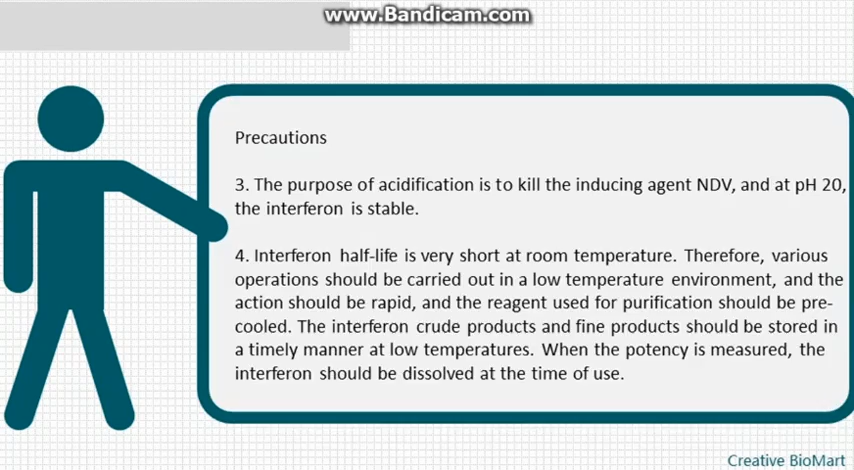 www.Bandicam.com
Precautions
3. The purpose of acidification is to kill the inducing agent NDV, and at pH 20,
the interferon is stable.
4. Interferon half-life is very short at room temperature. Therefore, various
operations should be carried out in a low temperature environment, and the
action should be rapid, and the reagent used for purification should be pre-
cooled. The interferon crude products and fine products should be stored in
a timely manner at low temperatures. When the potency is measured, the
interferon should be dissolved at the time of use.
Creative BioMart